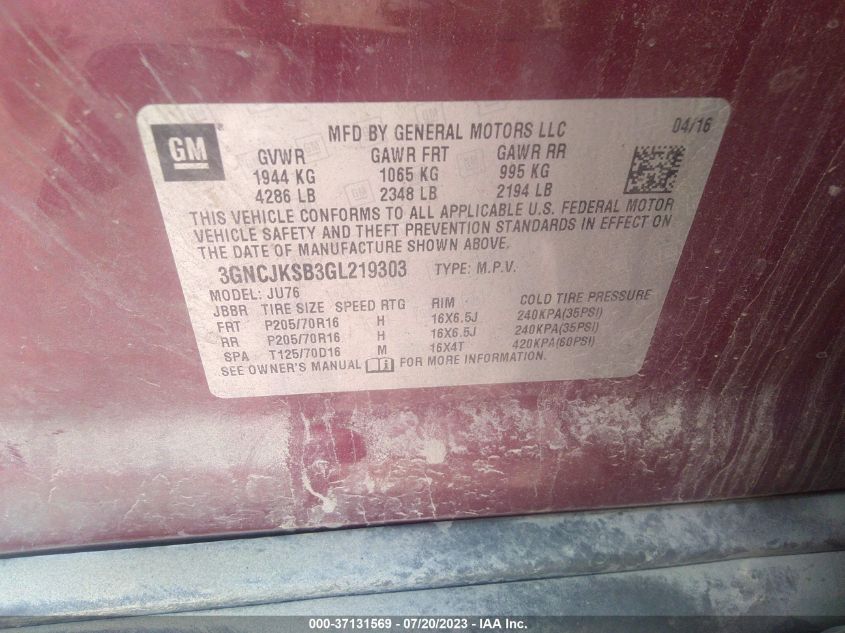 GM
MFD BY GENERAL MOTORS LLC
04/16
GVWR GAWR FRT GAWR RR
1944 KG 1065 KG 995 KG
4286 LB 2348 LB 2194 LB
THIS VEHICLE CONFORMS TO ALL APPLICABLE U.S. FEDERAL MOTOR
VEHICLE SAFETY AND THEFT PREVENTION STANDARDS IN EFFECT ON
THE DATE OF MANUFACTURE SHOWN ABOVE.
3GNCJKSB3GL219303 TYPE: M.P.V.
MODEL: JU76
JBBR TIRE SIZE SPEED RTG RIM COLD TIRE PRESSURE
FRT P205/70R16 H 16X6.5J 240KPA(35PSI)
RR P205/70R16 H 16X6.5J 240KPA(35PSI)
SPA T125/70D16 M 16X4T 420KPA(60PSI)
SEE OWNER'S MANUAL FOR MORE INFORMATION.
000-37131569 - 07/20/2023 - IAA Inc.